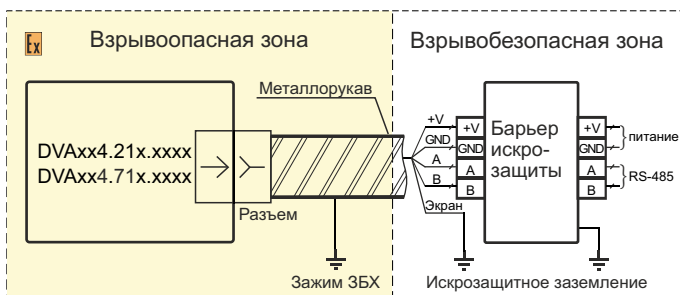 Ex
Взрывоопасная зона
Взрывобезопасная зона
Металлорукав
DVAxx4.21x.xxxx
DVAxx4.71x.xxxx
Разъем
Зажим ЗБХ
+V
GND
A
B
Экран
+V
GND
A
B
Барьер
искро-
защиты
+V
GND
A
B
питание
RS-485
Искрозащитное заземление